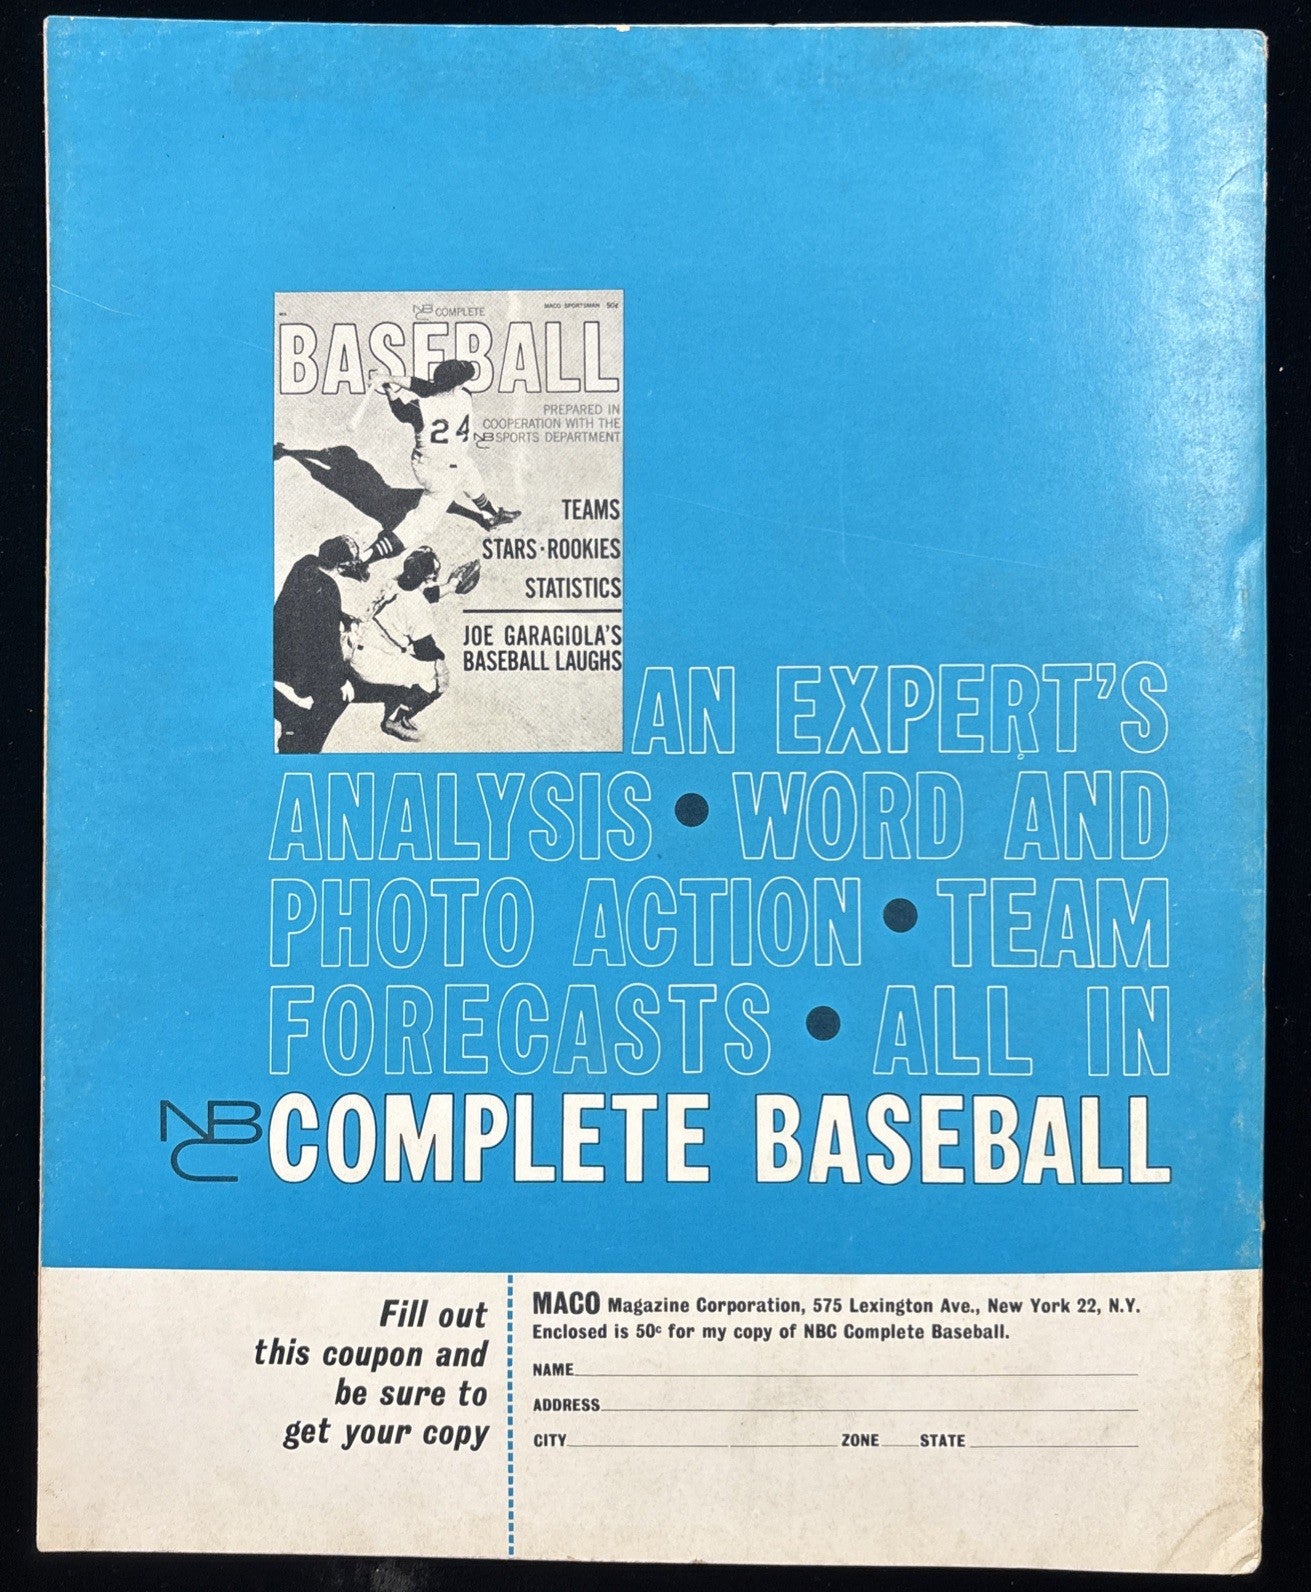 NBC COMPLETE
MACO SPORTSMAN 50¢
BASEBALL
24
PREPARED IN
COOPERATION WITH THE
NBC SPORTS DEPARTMENT
TEAMS
STARS·ROOKIES
STATISTICS
JOE GARAGIOLA'S
BASEBALL LAUGHS
AN EXPERT'S
ANALYSIS • WORD AND
PHOTO ACTION • TEAM
FORECASTS • ALL IN
NBC COMPLETE BASEBALL
Fill out
this coupon and
be sure to
get your copy
MACO Magazine Corporation, 575 Lexington Ave., New York 22, N.Y.
Enclosed is 50¢ for my copy of NBC Complete Baseball.
NAME
ADDRESS
CITY ZONE STATE